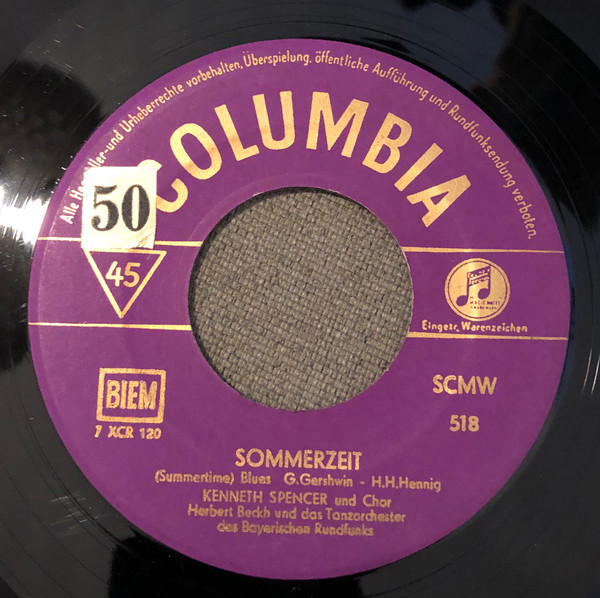 Alle Hersteller-und Urheberrechte vorbehalten. Überspielung. öffentliche Aufführung und Rundfunksendung verboten.
COLUMBIA
50
45
Eingetr. Warenzeichen
BIEM
7 XCR 120
SCMW
518
SOMMERZEIT
(Summertime) Blues G.Gershwin - H.H.Hennig
KENNETH SPENCER und Chor
Herbert Beckh und das Tanzorchester
des Bayerischen Rundfunks